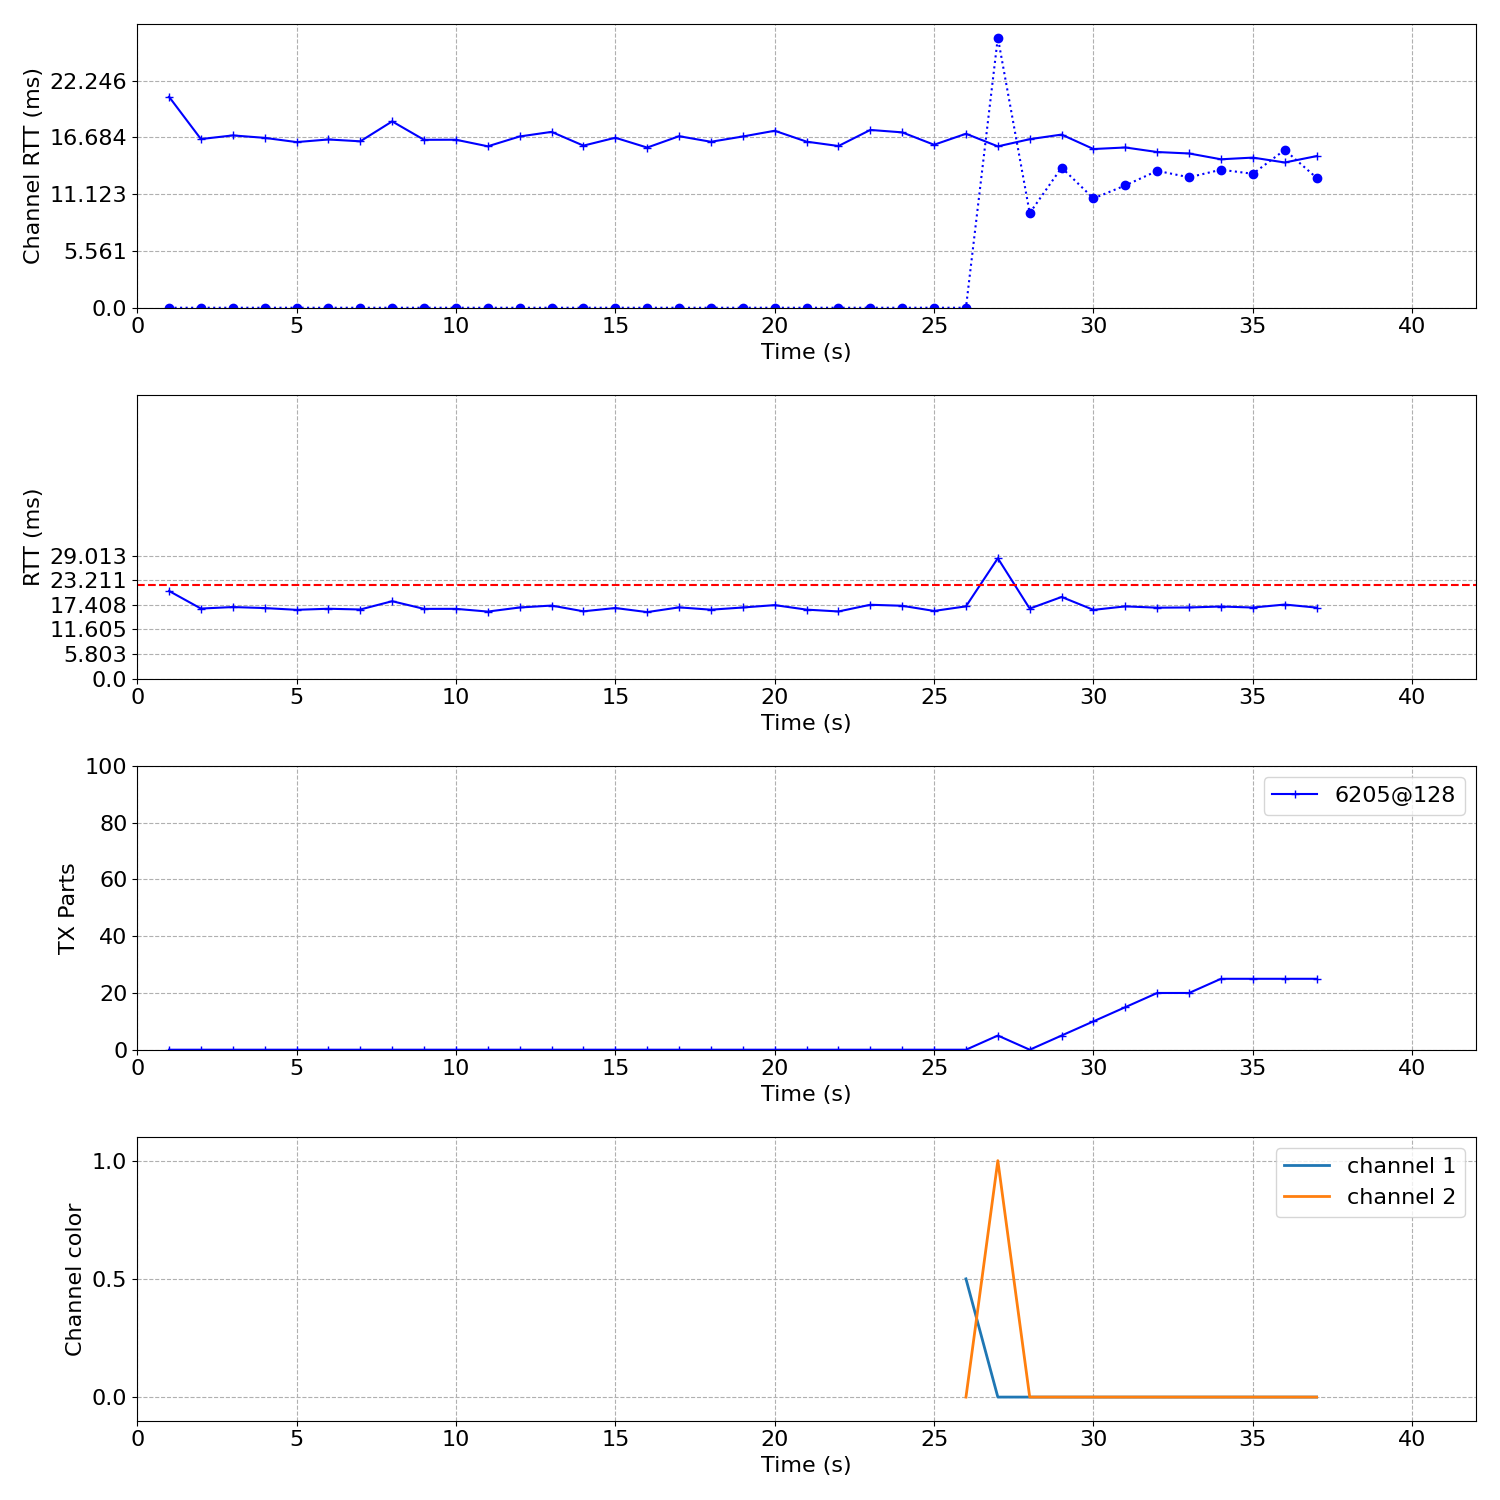 Channel RTT (ms)
22.246
16.684
11.123
5.561
0.0
0 5 10 15 20 25 30 35 40
Time (s)
RTT (ms)
29.013
23.211
17.408
11.605
5.803
0.0
0 5 10 15 20 25 30 35 40
Time (s)
TX Parts
100
80
60
40
20
0
6205@128
0 5 10 15 20 25 30 35 40
Time (s)
Channel color
1.0
0.5
0.0
channel 1
channel 2
0 5 10 15 20 25 30 35 40
Time (s)